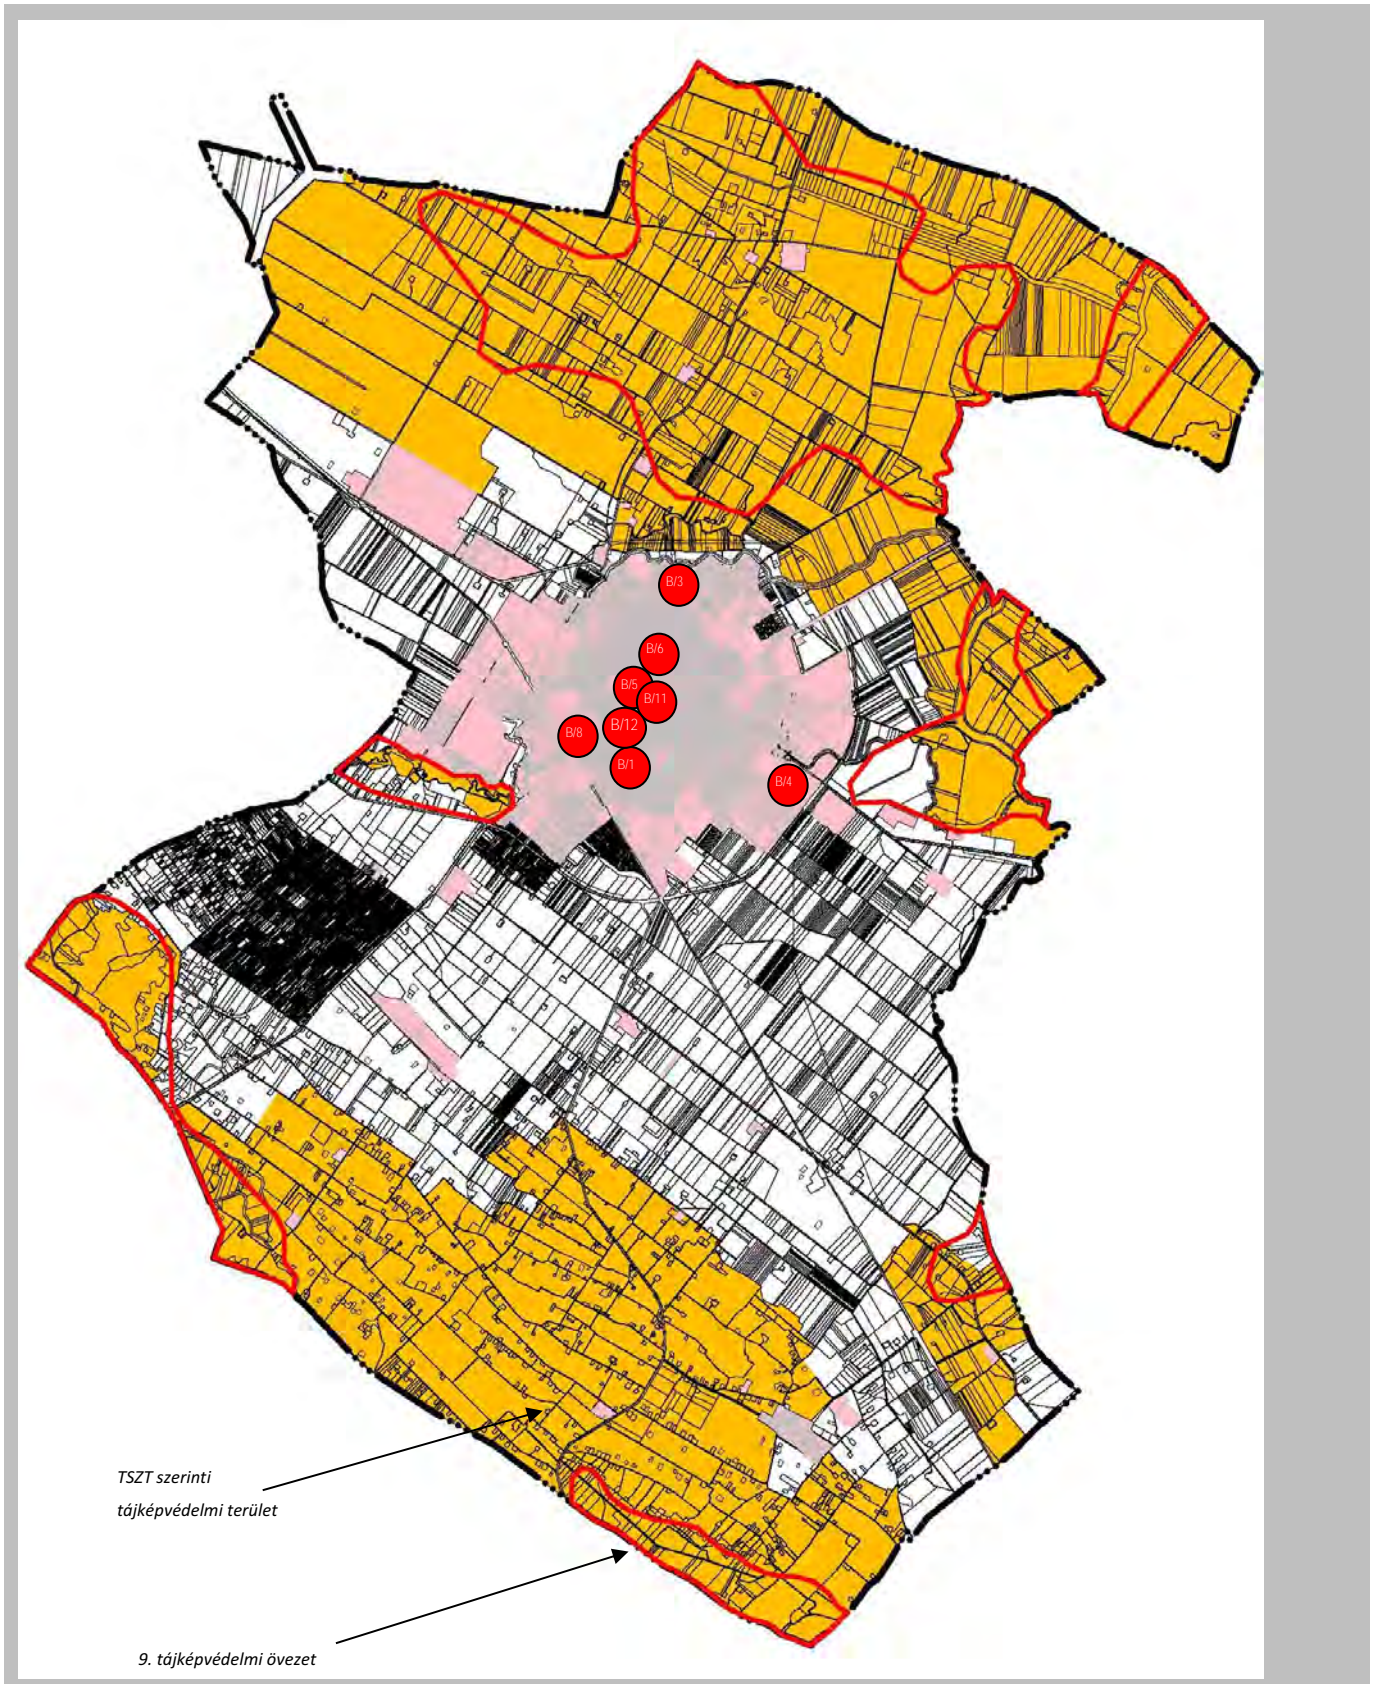 B/3
B/6
B/5
B/11
B/12
B/8
B/1
B/4
TSZT szerinti
tájképvédelmi terület
9. tájképvédelmi övezet